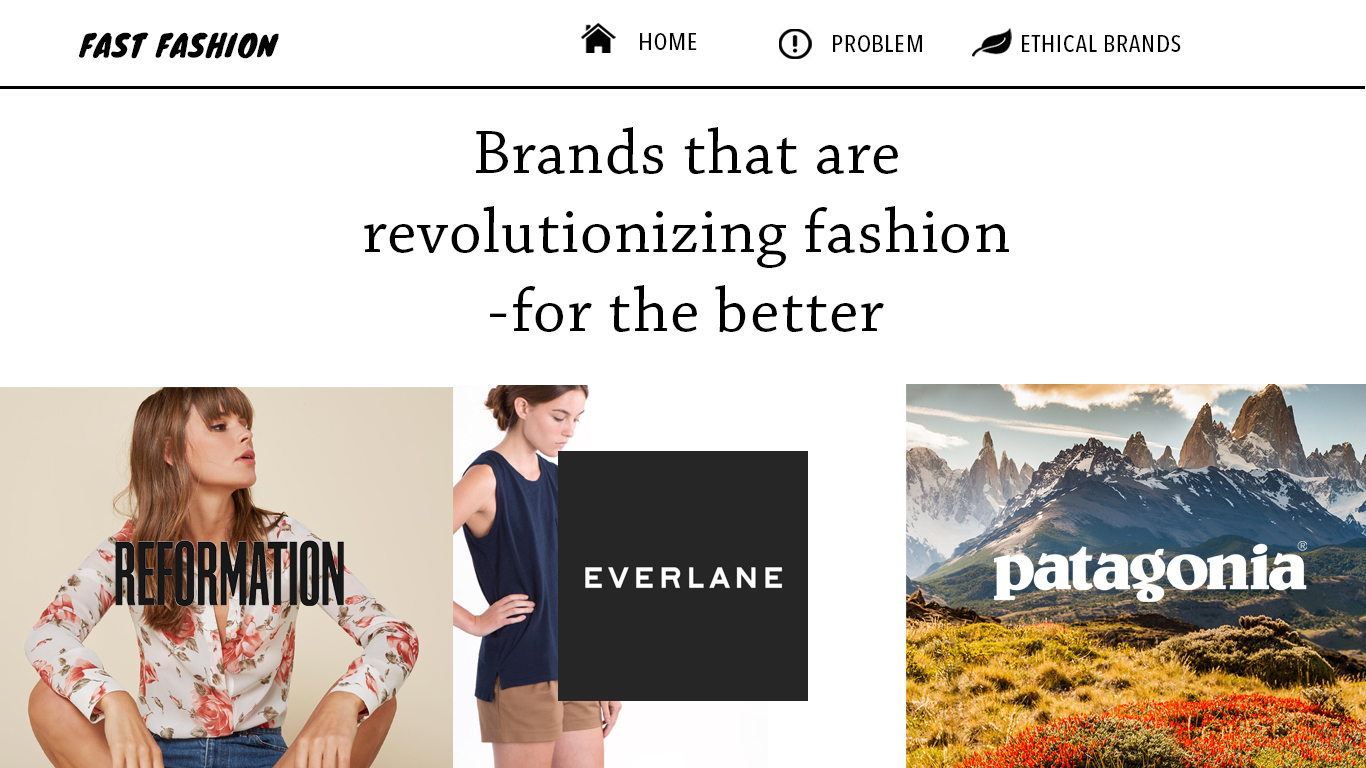 FAST FASHION
HOME
PROBLEM
ETHICAL BRANDS
Brands that are
revolutionizing fashion
-for the better
REFORMATION
EVERLANE
patagonia®